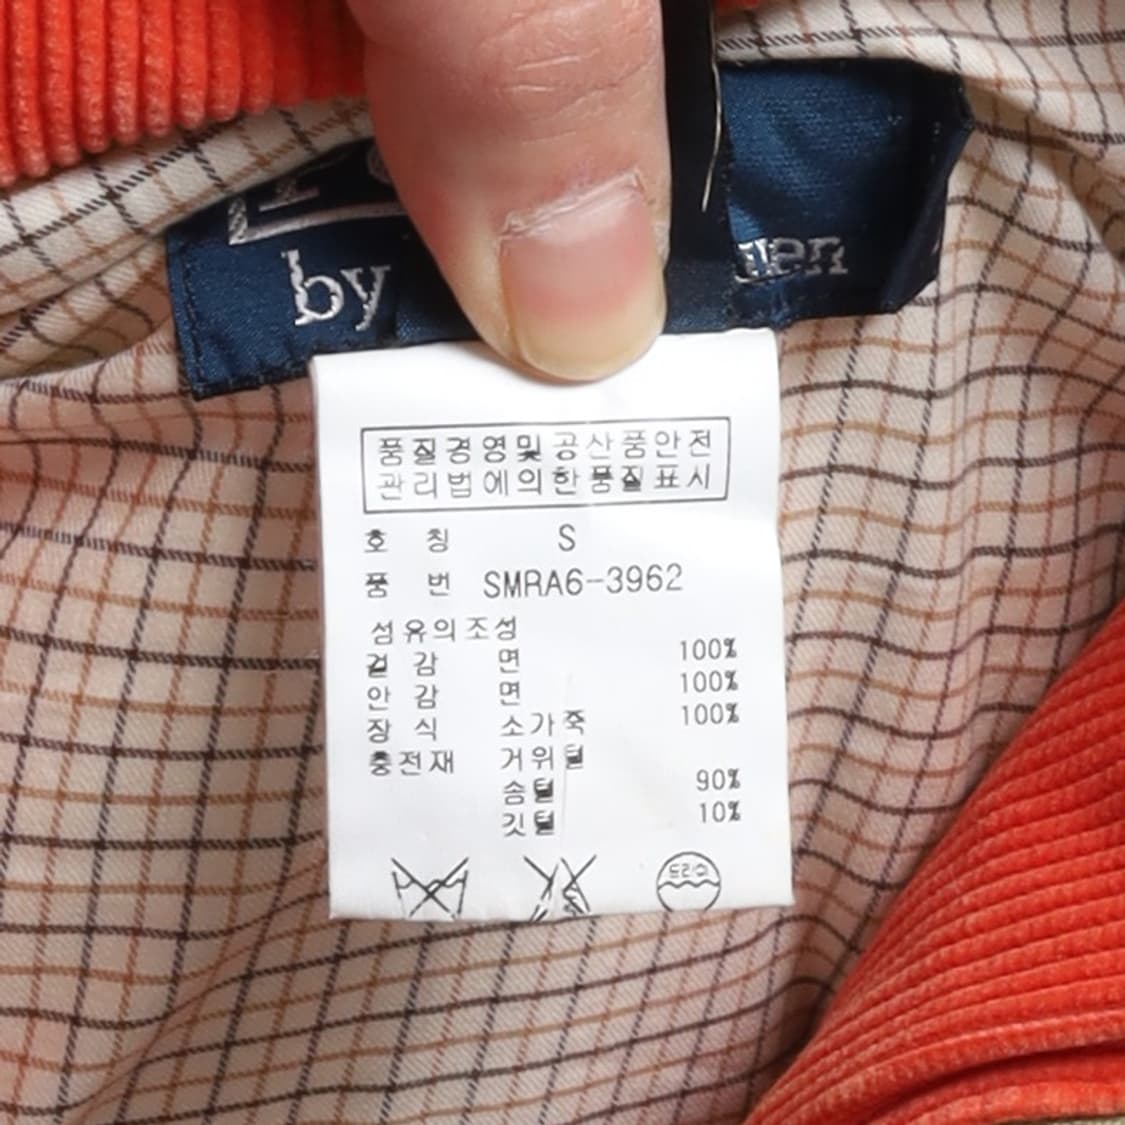 by
품질경영및 공산품안전
관리법에의한품질표시
호 칭 S
품 번 SMRA6-3962
섬유의조성
겉 감 면 100%
안 감 면 100%
장 식 소가죽 100%
충전재 거위털
솜털 90%
깃털 10%
드라이